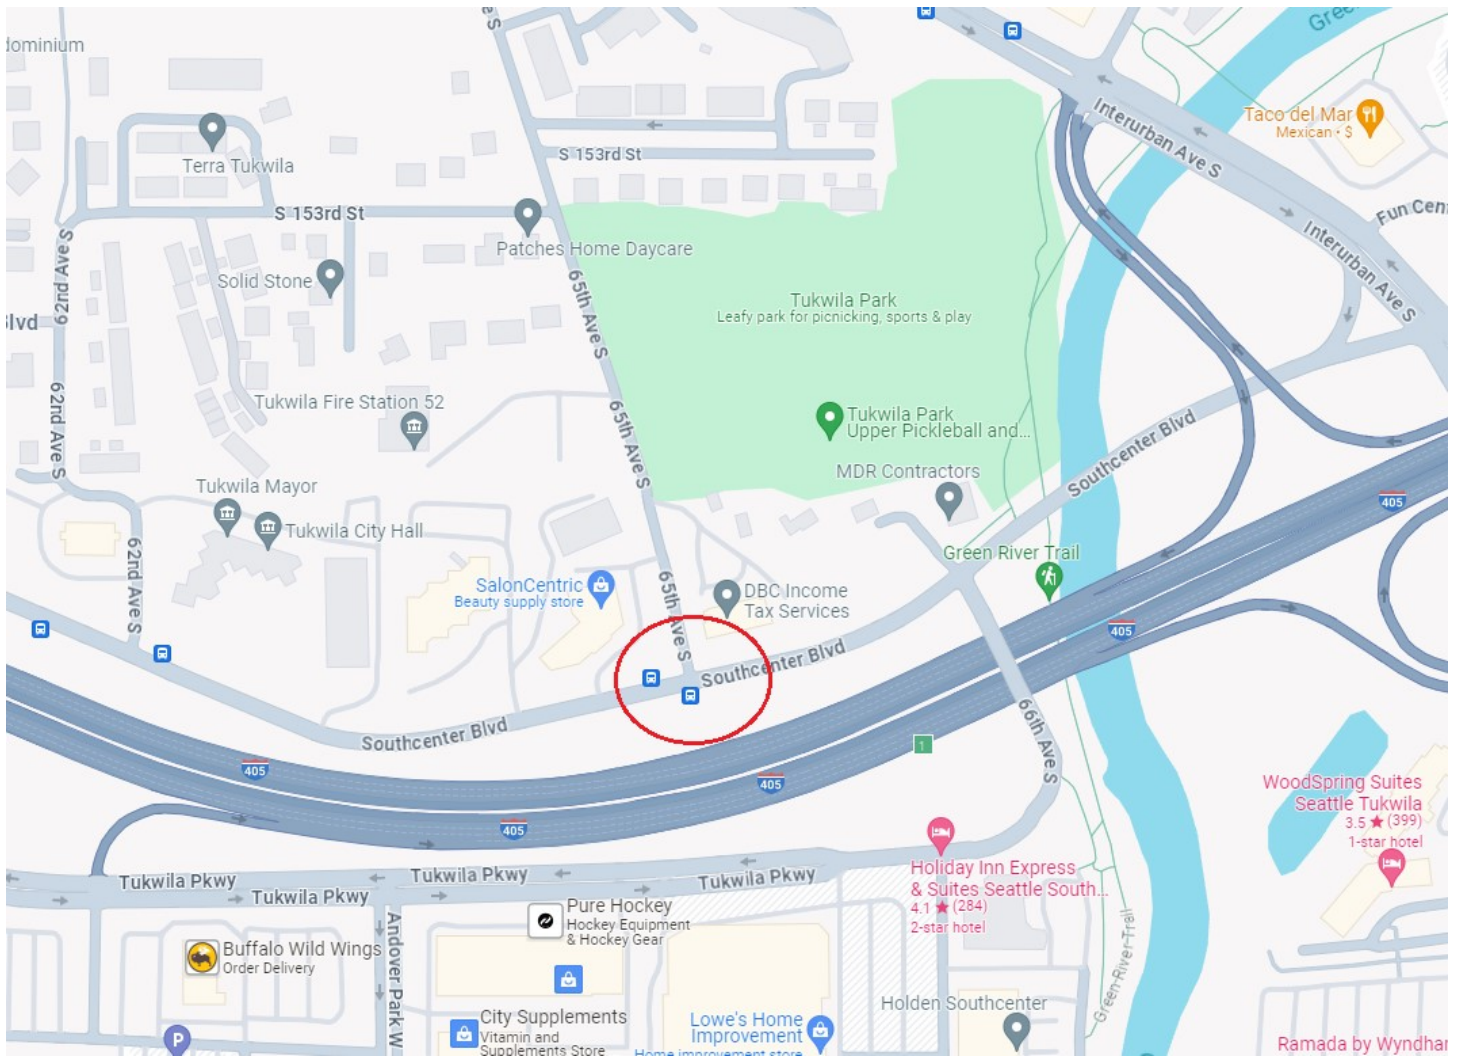 e S
Gree
dominium
Interurban Ave S
Taco del Mar
Mexican • $
Terra Tukwila
S 153rd St
S 153rd St
Fun Cen
Interurban Ave S
Patches Home Daycare
62nd Ave S
Solid Stone
65th Ave S
Tukwila Park
Leafy park for picnicking, sports & play
lvd
62nd Ave S
Tukwila Fire Station 52
65th Ave S
Tukwila Park
Upper Pickleball and...
Southcenter Blvd
MDR Contractors
405
Tukwila Mayor
Tukwila City Hall
62nd Ave S
Green River Trail
SalonCentric
Beauty supply store
65th Ave S
DBC Income
Tax Services
405
Southcenter Blvd
Southcenter Blvd
66th Ave S
1
405
405
405
WoodSpring Suites
Seattle Tukwila
3.5 ★ (399)
1-star hotel
Tukwila Pkwy
Tukwila Pkwy
Tukwila Pkwy
Tukwila Pkwy
Holiday Inn Express
& Suites Seattle South...
4.1 ★ (284)
2-star hotel
Pure Hockey
Hockey Equipment
& Hockey Gear
Buffalo Wild Wings
Order Delivery
Andover Park W
Green River Trail
Holden Southcenter
City Supplements
Vitamin and
Supplements Store
Lowe's Home
Improvement
Home improvement store
P
Ramada by Wyndhar